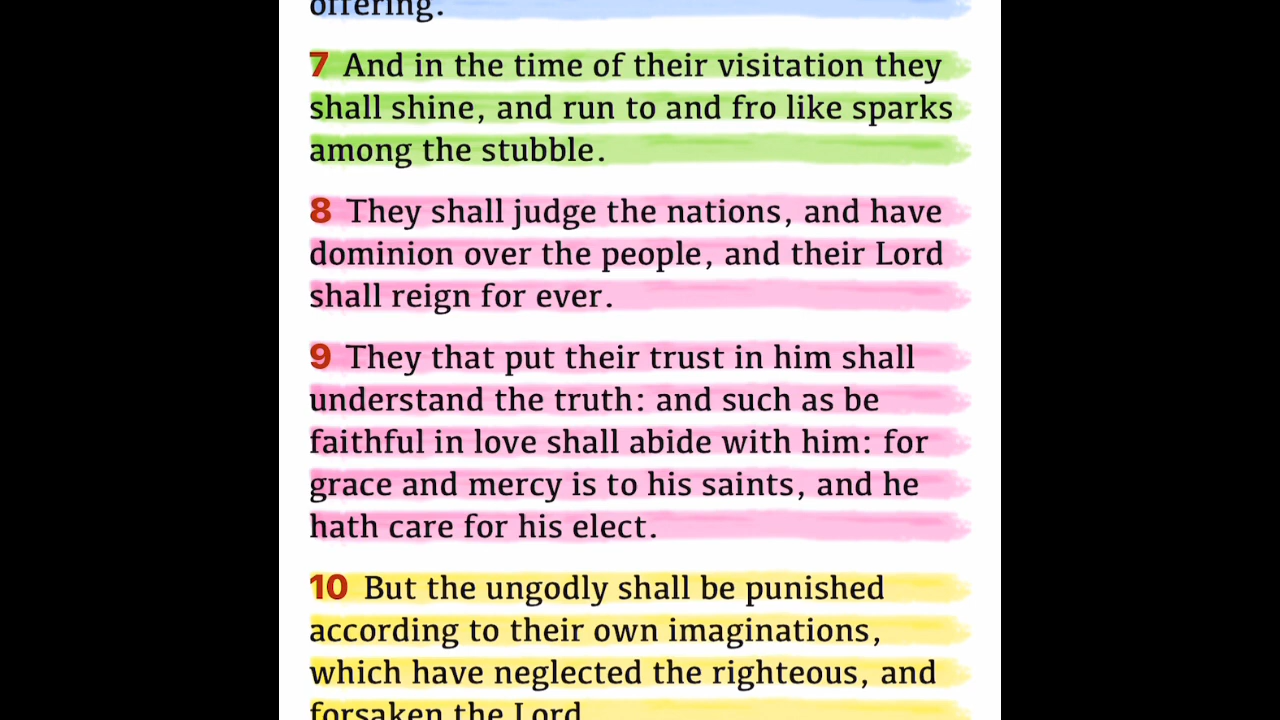 offering.
7 And in the time of their visitation they
shall shine, and run to and fro like sparks
among the stubble.
8 They shall judge the nations, and have
dominion over the people, and their Lord
shall reign for ever.
9 They that put their trust in him shall
understand the truth: and such as be
faithful in love shall abide with him: for
grace and mercy is to his saints, and he
hath care for his elect.
10 But the ungodly shall be punished
according to their own imaginations,
which have neglected the righteous, and
forsaken the Lord